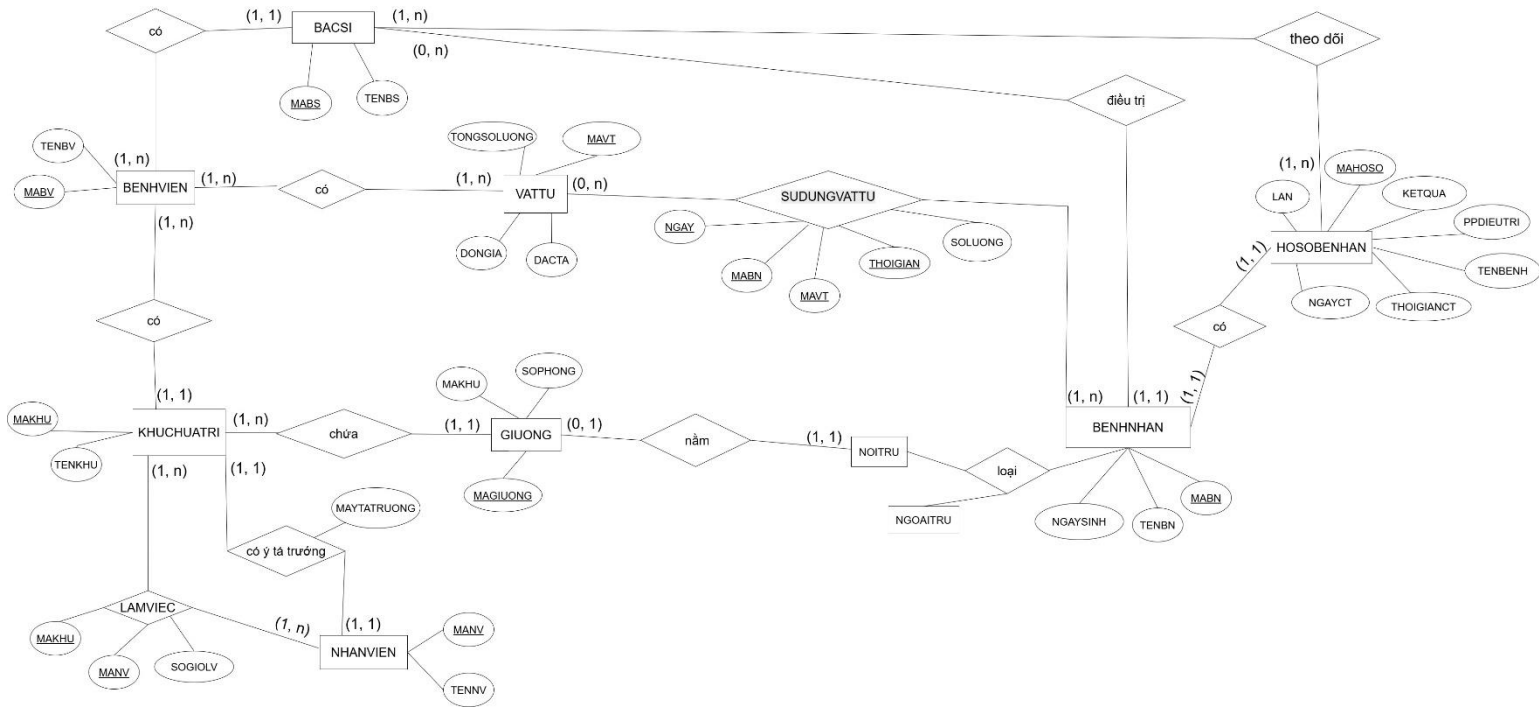 (1, 1)
BACSI
(1, n)
có
(0, n)
theo dõi
MABS
TENBS
điều trị
TENBV
MABV
(1, n)
BENHVIEN
(1, n)
có
(1, n)
TONGSOLUONG
MAVT
VATTU
(0, n)
DONGIA
DACTA
SUDUNGVATTU
NGAY
MABN
MAVT
THOIGIAN
SOLUONG
(1, n)
LAN
MAHOSO
KETQUA
PPDIEUTRI
HOSOBENHAN
(1, 1)
TENBENH
NGAYCT
THOIGIANCT
có
(1, 1)
(1, n)
có
(1, 1)
MAKHU
KHUCHUATRI
(1, n)
TENKHU
(1, n)
(1, 1)
chứa
MAKHU
SOPHONG
(1, 1)
GIUONG
(0, 1)
MAGIUONG
nằm
(1, 1)
NOITRU
loại
NGOAITRU
(1, n)
(1, 1)
BENHNHAN
NGAYSINH
TENBN
MABN
MAYTATRUONG
có ý tá trưởng
LAMVIEC
MAKHU
MANV
SOGIOLV
(1, n)
(1, 1)
NHANVIEN
MANV
TENNV